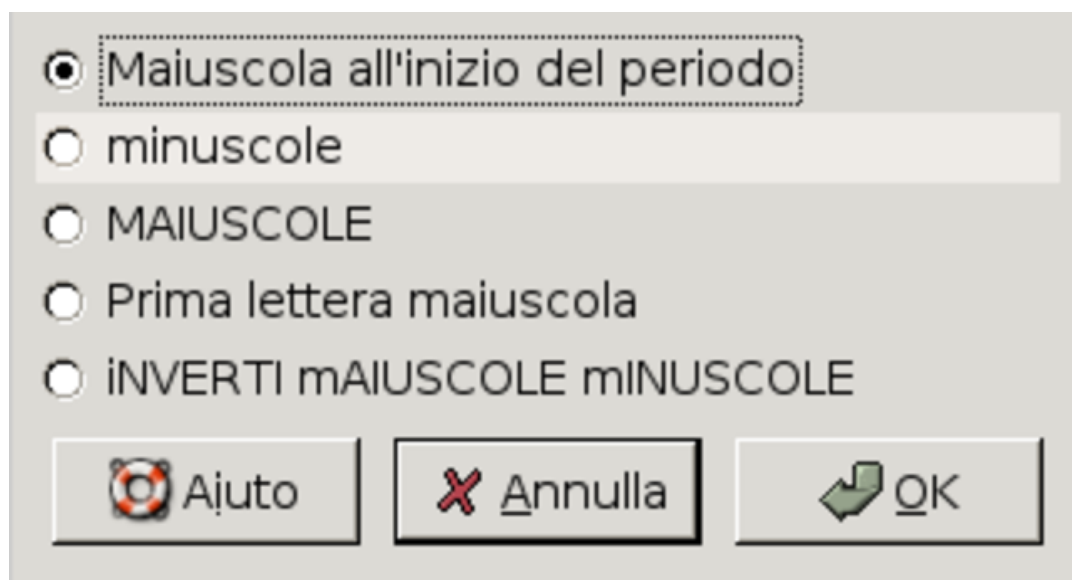 Maiuscola all'inizio del periodo
minuscole
MAIUSCOLE
Prima lettera maiuscola
iNVERTI mAIUSCOLE mINUSCOLE
Aiuto Annulla OK